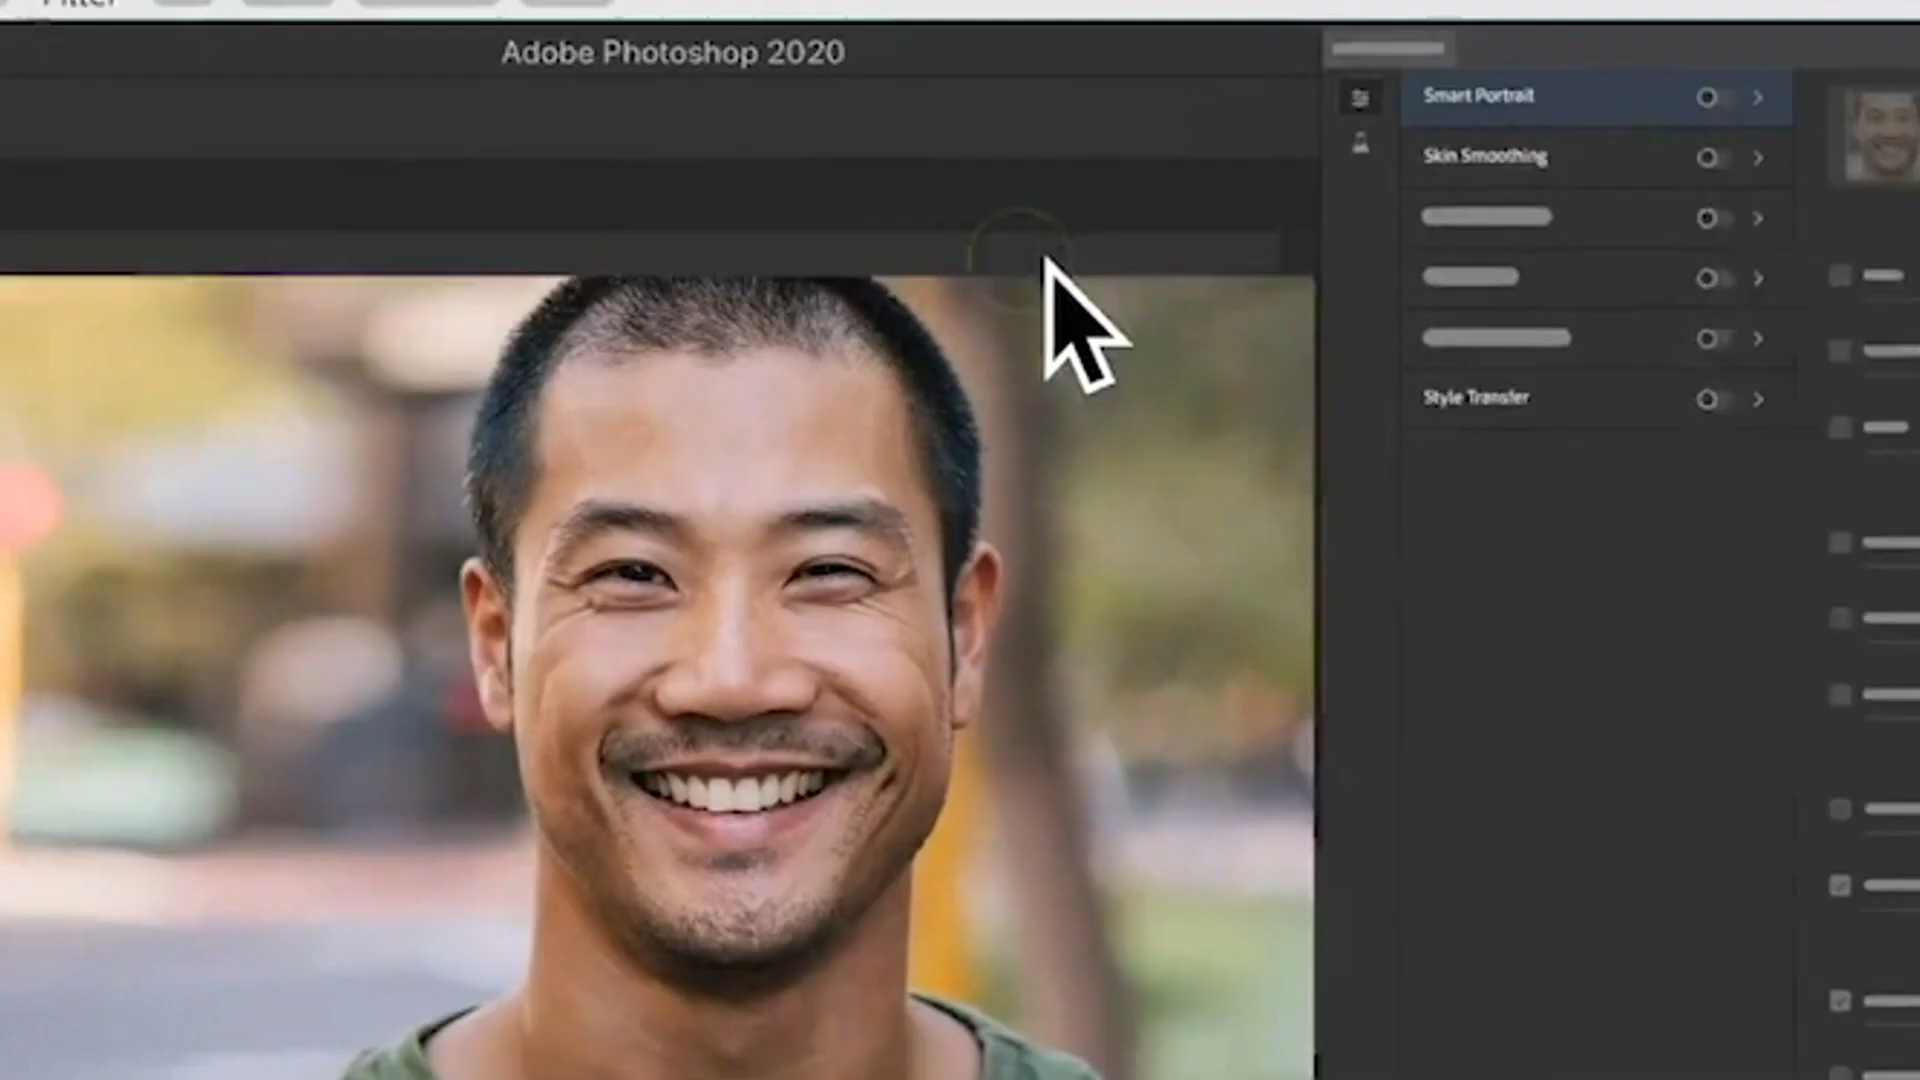 Filter
Adobe Photoshop 2020
Smart Portrait
Skin Smoothing
Style Transfer